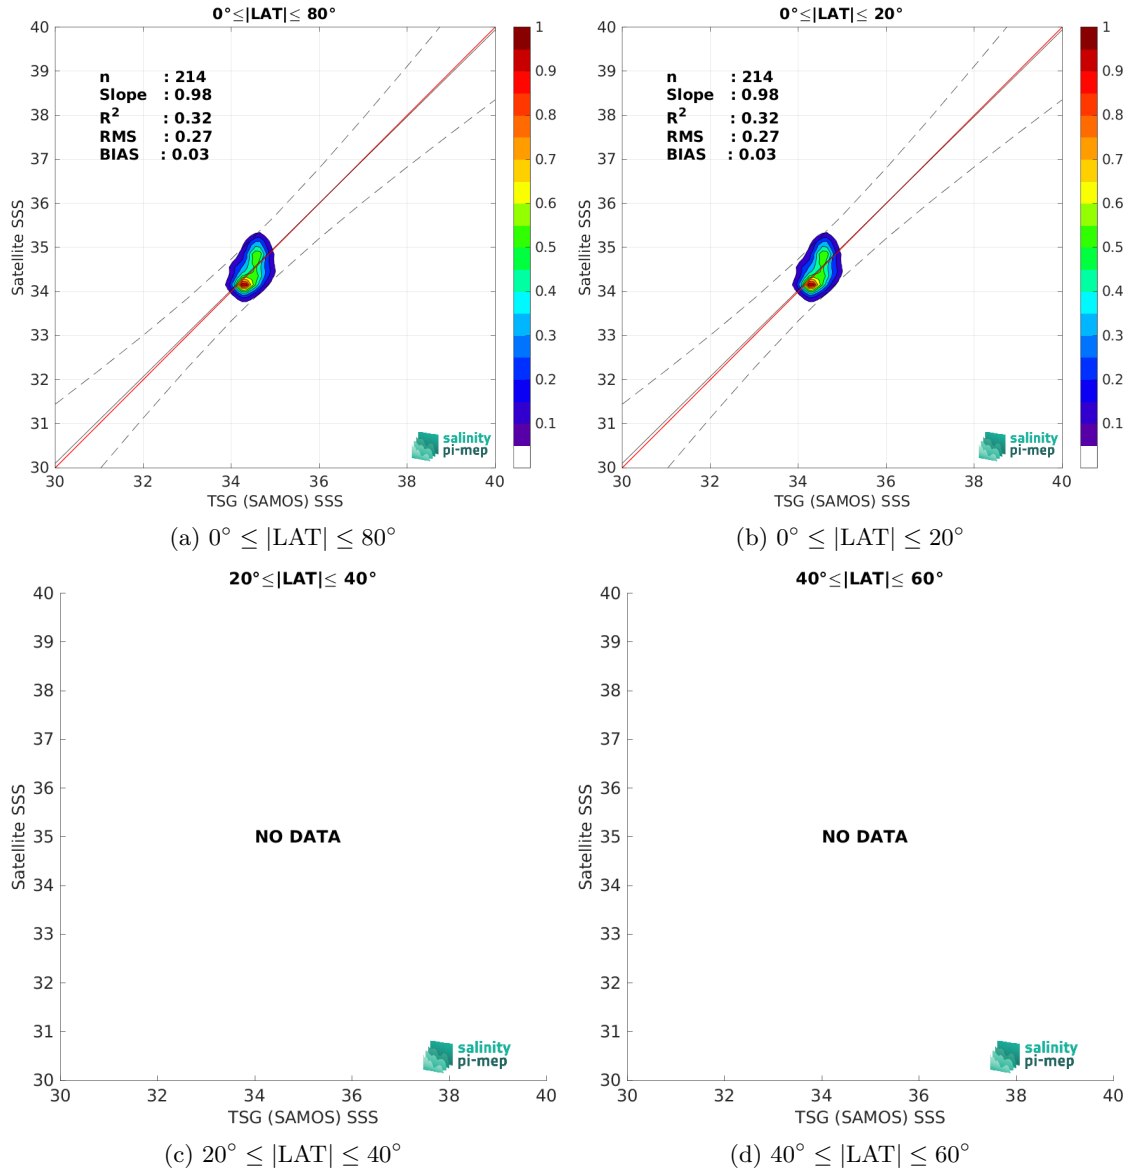 0°≤|LAT|≤ 80°
40
39
38
37
36
35
34
33
32
31
30
Satellite SSS
n : 214
Slope : 0.98
R² : 0.32
RMS : 0.27
BIAS : 0.03
salinity
pi-mep
30 32 34 36 38 40
TSG (SAMOS) SSS
1
0.9
0.8
0.7
0.6
0.5
0.4
0.3
0.2
0.1
(a) 0° ≤ |LAT| ≤ 80°
0°≤|LAT|≤ 20°
40
39
38
37
36
35
34
33
32
31
30
Satellite SSS
n : 214
Slope : 0.98
R² : 0.32
RMS : 0.27
BIAS : 0.03
salinity
pi-mep
30 32 34 36 38 40
TSG (SAMOS) SSS
1
0.9
0.8
0.7
0.6
0.5
0.4
0.3
0.2
0.1
(b) 0° ≤ |LAT| ≤ 20°
20°≤|LAT|≤ 40°
40
39
38
37
36
35
34
33
32
31
30
Satellite SSS
NO DATA
salinity
pi-mep
30 32 34 36 38 40
TSG (SAMOS) SSS
(c) 20° ≤ |LAT| ≤ 40°
40°≤|LAT|≤ 60°
40
39
38
37
36
35
34
33
32
31
30
Satellite SSS
NO DATA
salinity
pi-mep
30 32 34 36 38 40
TSG (SAMOS) SSS
(d) 40° ≤ |LAT| ≤ 60°